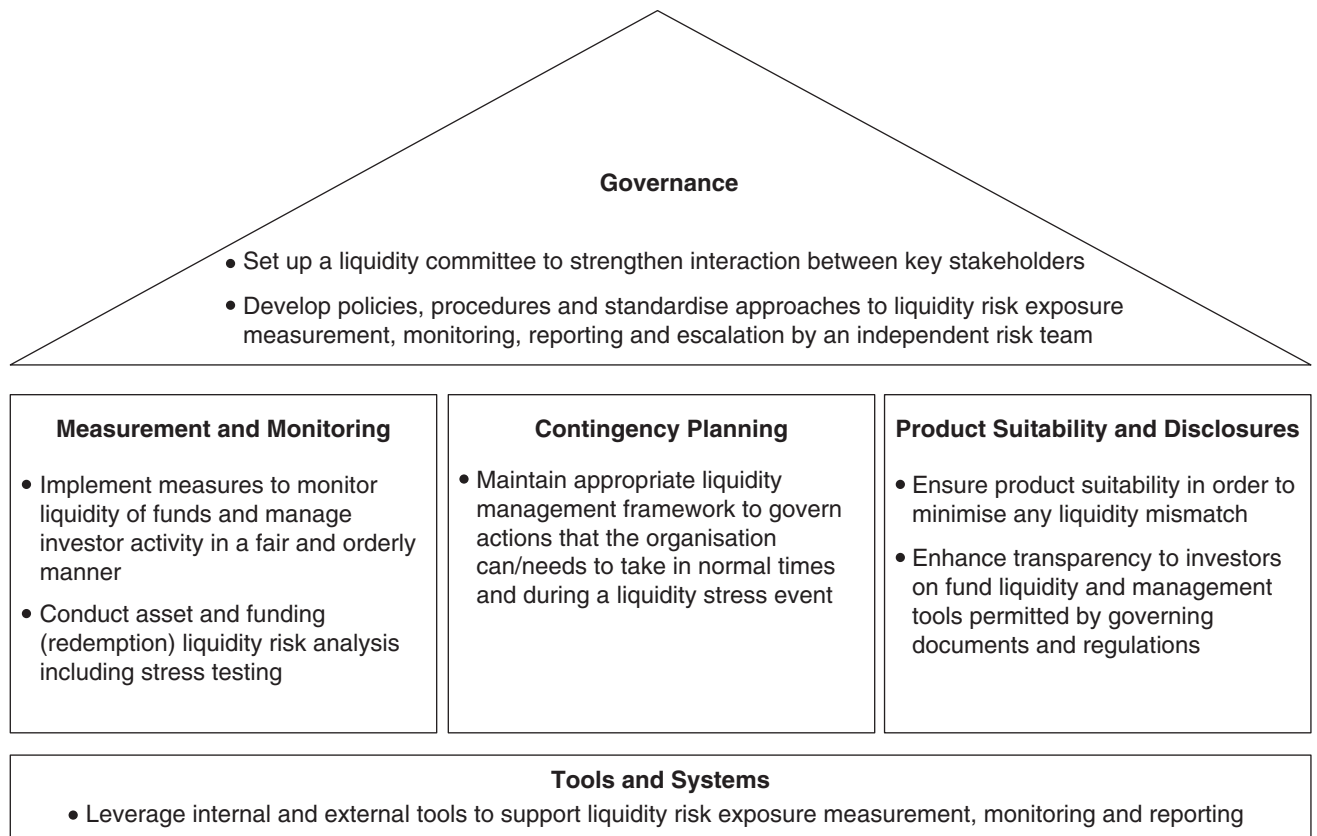 Governance
• Set up a liquidity committee to strengthen interaction between key stakeholders
• Develop policies, procedures and standardise approaches to liquidity risk exposure
measurement, monitoring, reporting and escalation by an independent risk team
Measurement and Monitoring
• Implement measures to monitor
liquidity of funds and manage
investor activity in a fair and orderly
manner
• Conduct asset and funding
(redemption) liquidity risk analysis
including stress testing
Contingency Planning
• Maintain appropriate liquidity
management framework to govern
actions that the organisation
can/needs to take in normal times
and during a liquidity stress event
Product Suitability and Disclosures
• Ensure product suitability in order to
minimise any liquidity mismatch
• Enhance transparency to investors
on fund liquidity and management
tools permitted by governing
documents and regulations
Tools and Systems
• Leverage internal and external tools to support liquidity risk exposure measurement, monitoring and reporting